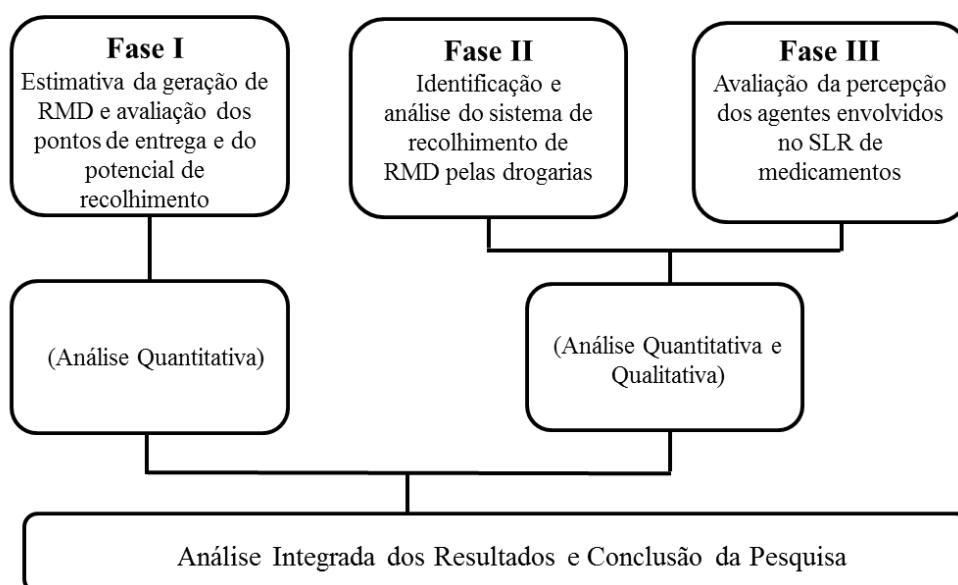 Fase I
Estimativa da geração de
RMD e avaliação dos
pontos de entrega e do
potencial de
recolhimento
Fase II
Identificação e
análise do sistema de
recolhimento de
RMD pelas drogarias
Fase III
Avaliação da percepção
dos agentes envolvidos
no SLR de
medicamentos
(Análise Quantitativa)
(Análise Quantitativa e
Qualitativa)
Análise Integrada dos Resultados e Conclusão da Pesquisa